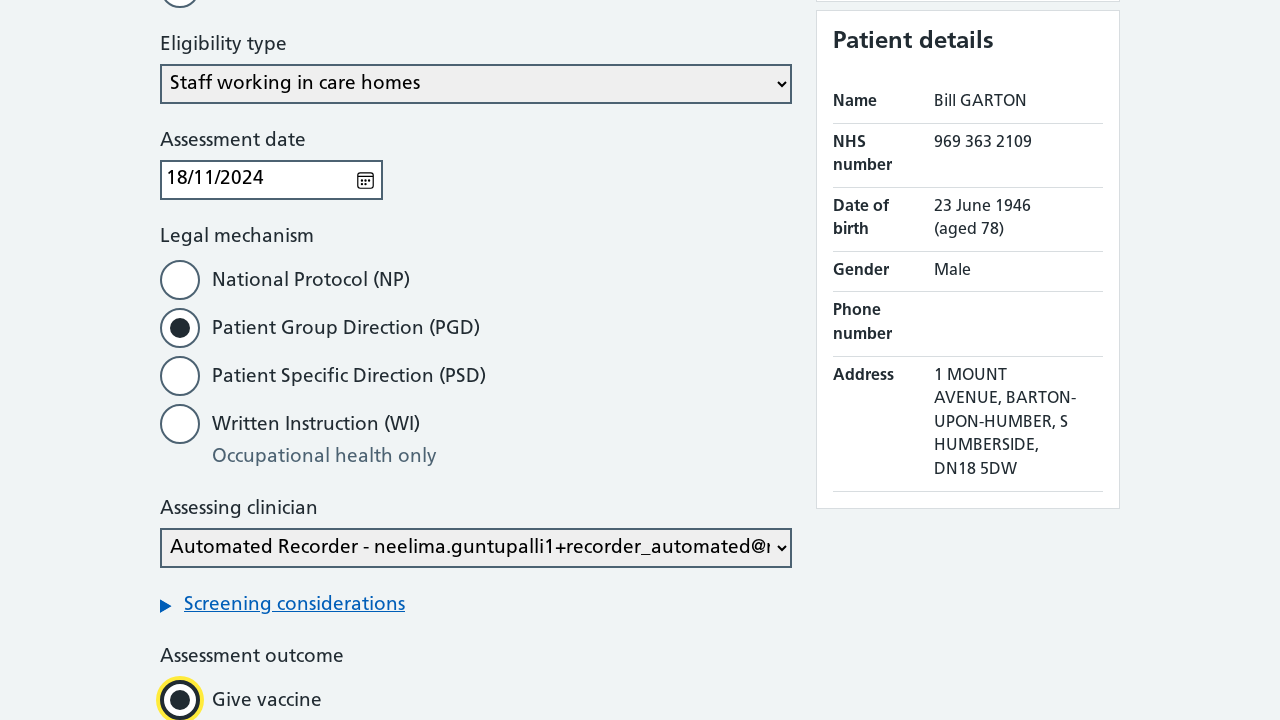 Eligibility type
Staff working in care homes
Assessment date
18/11/2024
Legal mechanism
National Protocol (NP)
Patient Group Direction (PGD)
Patient Specific Direction (PSD)
Written Instruction (WI)
Occupational health only
Assessing clinician
Automated Recorder - neelima.guntupalli1+recorder_automated@
Screening considerations
Assessment outcome
Give vaccine
Patient details
Name Bill GARTON
NHS number 969 363 2109
Date of birth 23 June 1946 (aged 78)
Gender Male
Phone number
Address 1 MOUNT
AVENUE, BARTON-
UPON-HUMBER, S
HUMBERSIDE,
DN18 5DW